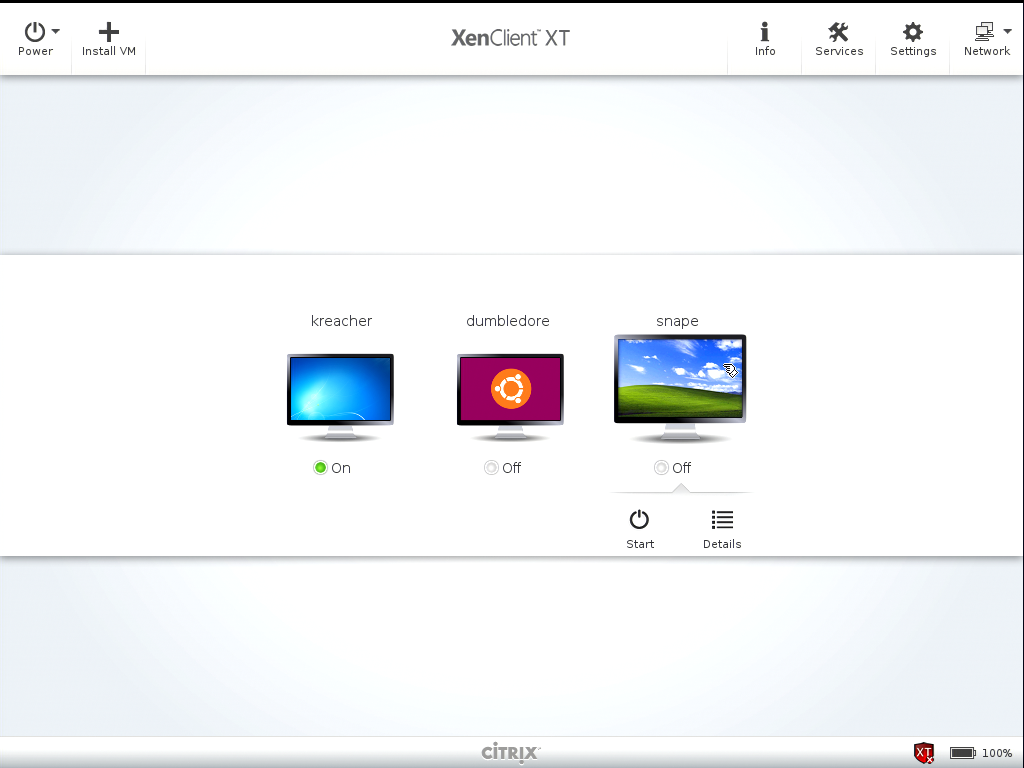 Power
Install VM
XenClient™ XT
Info
Services
Settings
Network
kreacher
dumbledore
snape
On
Off
Off
Start
Details
CITRIX
XT
100%